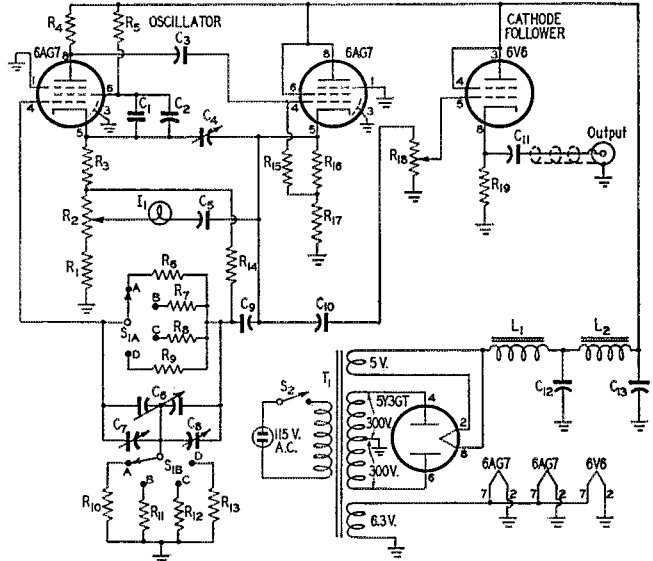 OSCILLATOR
CATHODE
FOLLOWER
R4
R5
C3
6AG7
8
1
4
6
3
5
C1
C2
C4
6AG7
8
6
4
1
3
5
6V6
3
4
5
8
C11
Output
R3
R15
R16
R18
R19
R2
I1
C5
R17
R1
R14
R6
A
B
R7
S1A
C
R8
D
R9
C9
C10
L1
L2
C6
C7
C8
S1B
A
B
C
D
R10
R11
R12
R13
S2
115 V.
A.C.
T1
5 V.
5Y3GT
300V.
300V.
4
2
8
6
6.3 V.
C12
C13
6AG7
6AG7
6V6
7
2
7
2
7
2